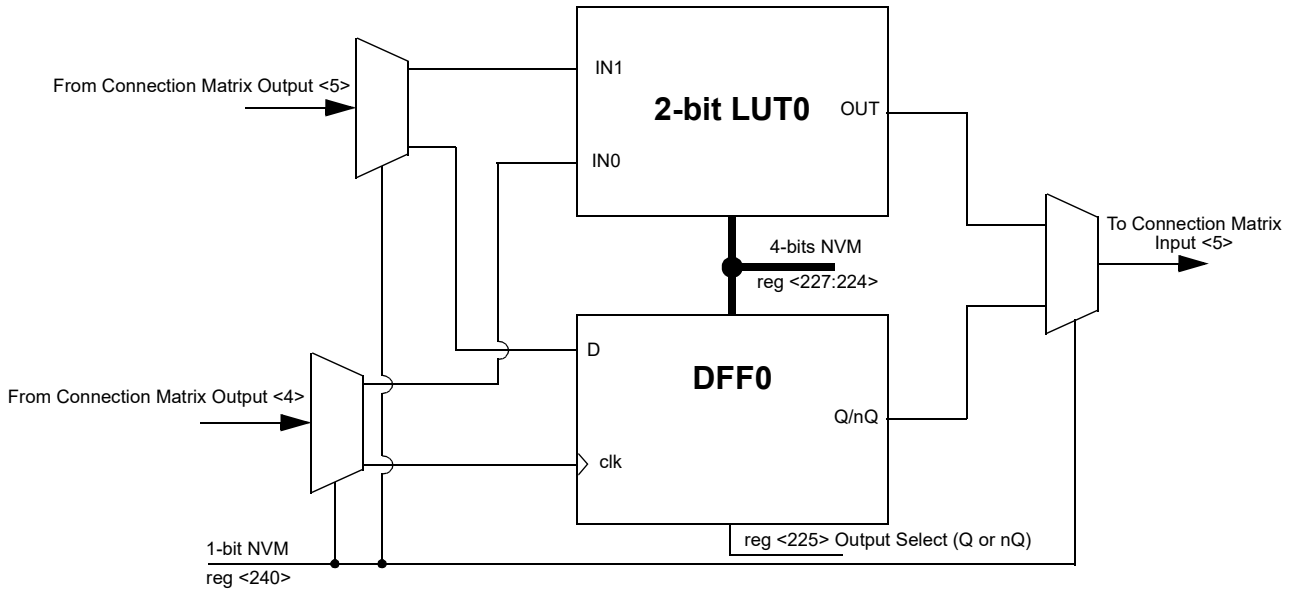 From Connection Matrix Output <5>
IN1
2-bit LUT0
OUT
IN0
To Connection Matrix
Input <5>
4-bits NVM
reg <227:224>
D
DFF0
From Connection Matrix Output <4>
Q/nQ
clk
reg <225> Output Select (Q or nQ)
1-bit NVM
reg <240>